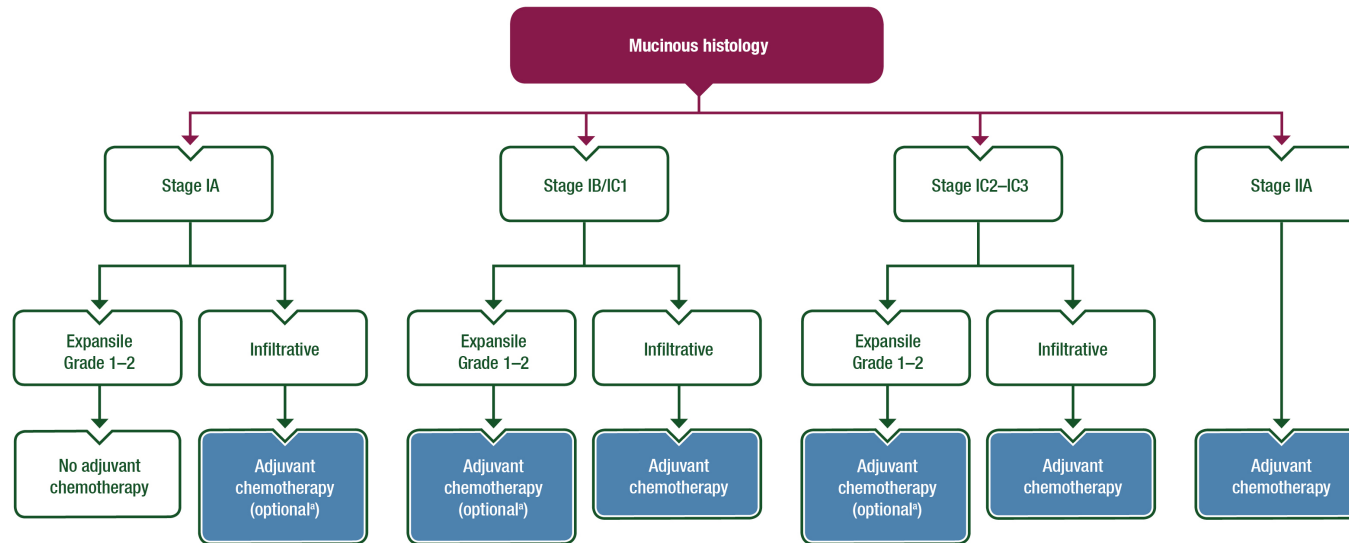 Mucinous histology
Stage IA
Stage IB/IC1
Stage IC2–IC3
Stage IIA
Expansile
Grade 1–2
Infiltrative
Expansile
Grade 1–2
Infiltrative
Expansile
Grade 1–2
Infiltrative
No adjuvant
chemotherapy
Adjuvant
chemotherapy
(optionalᵃ)
Adjuvant
chemotherapy
(optionalᵃ)
Adjuvant
chemotherapy
Adjuvant
chemotherapy
(optionalᵃ)
Adjuvant
chemotherapy
Adjuvant
chemotherapy